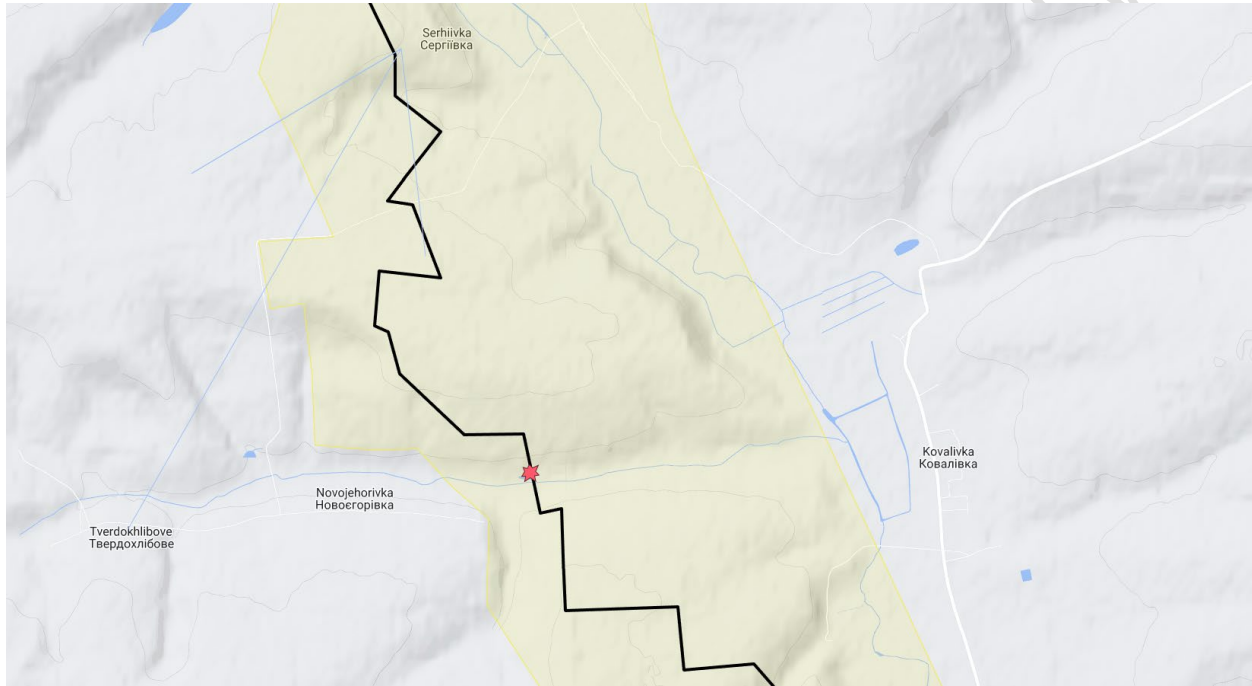 Serhiivka
Сергіївка
Kovalivka
Ковалівка
Novojehorivka
Новоєгорівка
Tverdokhlibove
Твердохлібове